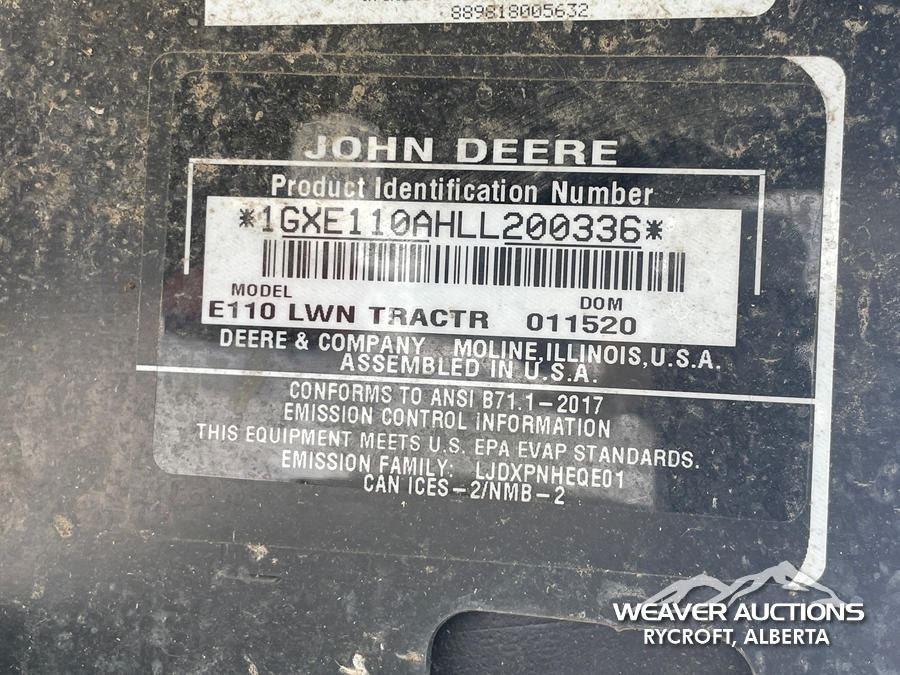 889818005632
JOHN DEERE
Product Identification Number
*1GXE110AHLL200336*
MODEL DOM
E110 LWN TRACTR 011520
DEERE & COMPANY MOLINE,ILLINOIS,U.S.A.
ASSEMBLED IN U.S.A.
CONFORMS TO ANSI B71.1-2017
EMISSION CONTROL INFORMATION
THIS EQUIPMENT MEETS U.S. EPA EVAP STANDARDS.
EMISSION FAMILY: LJDXPNHEQE01
CAN ICES-2/NMB-2
WEAVER AUCTIONS
RYCROFT, ALBERTA